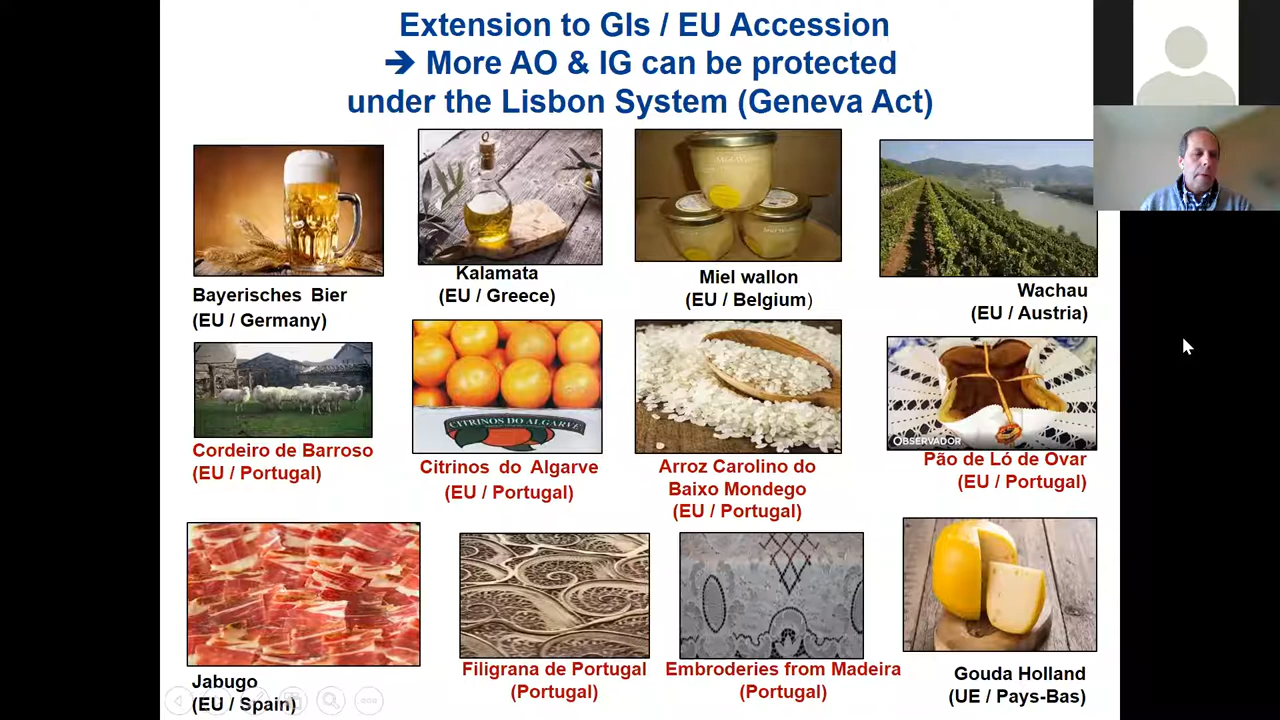 Extension to GIs / EU Accession
➔ More AO & IG can be protected
under the Lisbon System (Geneva Act)
Bayerisches Bier
(EU / Germany)
Kalamata
(EU / Greece)
Miel wallon
(EU / Belgium)
Wachau
(EU / Austria)
CITRINOS DO ALGARVE
OBSERVADOR
Cordeiro de Barroso
(EU / Portugal)
Citrinos do Algarve
(EU / Portugal)
Arroz Carolino do
Baixo Mondego
(EU / Portugal)
Pão de Ló de Ovar
(EU / Portugal)
Jabugo
(EU / Spain)
Filigrana de Portugal
(Portugal)
Embroderies from Madeira
(Portugal)
Gouda Holland
(UE / Pays-Bas)